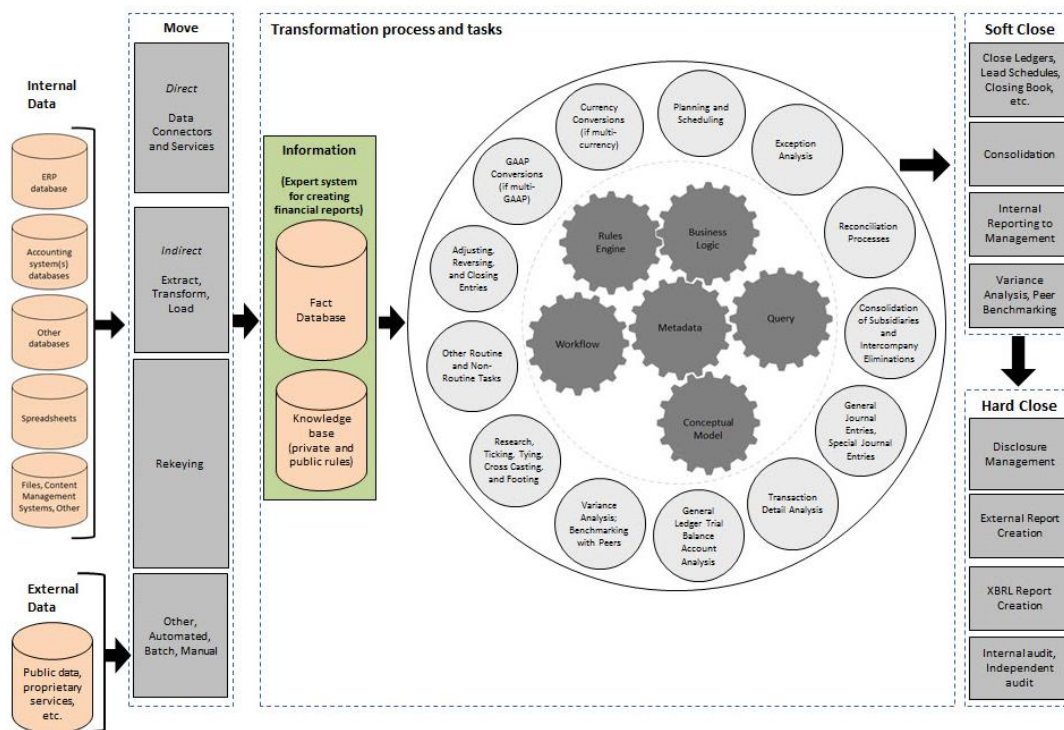 Internal
Data
ERP
database
Accounting
system(s)
databases
Other
databases
Spreadsheets
Files, Content
Management
Systems, Other
External
Data
Public data,
proprietary
services,
etc.
Move
Direct
Data
Connectors
and Services
Indirect
Extract,
Transform,
Load
Rekeying
Other,
Automated,
Batch, Manual
Transformation process and tasks
Information
(Expert system
for creating
financial reports)
Fact
Database
Knowledge
base
(private and
public rules)
Planning and
Scheduling
Exception
Analysis
Reconciliation
Processes
Consolidation
of Subsidiaries
and
Intercompany
Eliminations
General
Journal
Entries,
Special Journal
Entries
Transaction
Detail Analysis
General
Ledger Trial
Balance
Account
Analysis
Variance
Analysis;
Benchmarking
with Peers
Research,
Ticking, Tying,
Cross Casting,
and Footing
Other Routine
and Non-
Routine Tasks
Adjusting,
Reversing,
and Closing
Entries
GAAP
Conversions
(if multi-
GAAP)
Currency
Conversions
(if multi-
currency)
Rules
Engine
Business
Logic
Metadata
Query
Workflow
Conceptual
Model
Soft Close
Close Ledgers,
Lead Schedules,
Closing Book,
etc.
Consolidation
Internal
Reporting to
Management
Variance
Analysis, Peer
Benchmarking
Hard Close
Disclosure
Management
External Report
Creation
XBRL Report
Creation
Internal audit,
Independent
audit